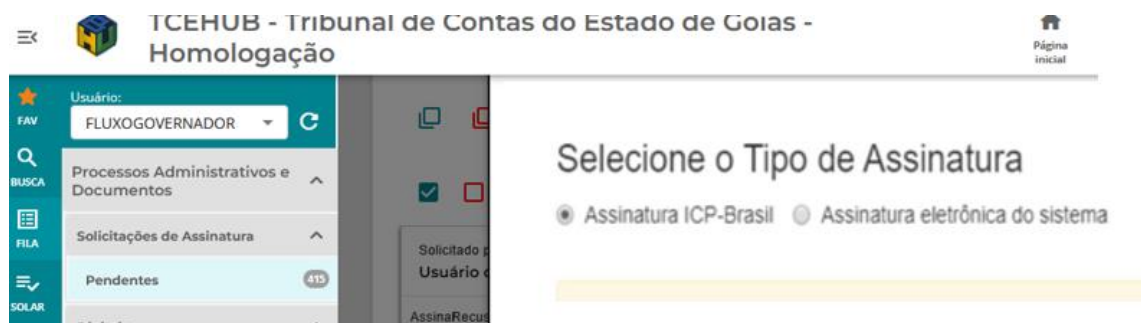 TCEHUB - Tribunal de Contas do Estado de Goias -
Homologação
Página
inicial
FAV
BUSCA
FILA
SOLAR
Usuário:
FLUXOGOVERNADOR
Processos Administrativos e
Documentos
Solicitações de Assinatura
Pendentes 415
Solicitado
Usuário
AssinaRecus
Selecione o Tipo de Assinatura
Assinatura ICP-Brasil Assinatura eletrônica do sistema